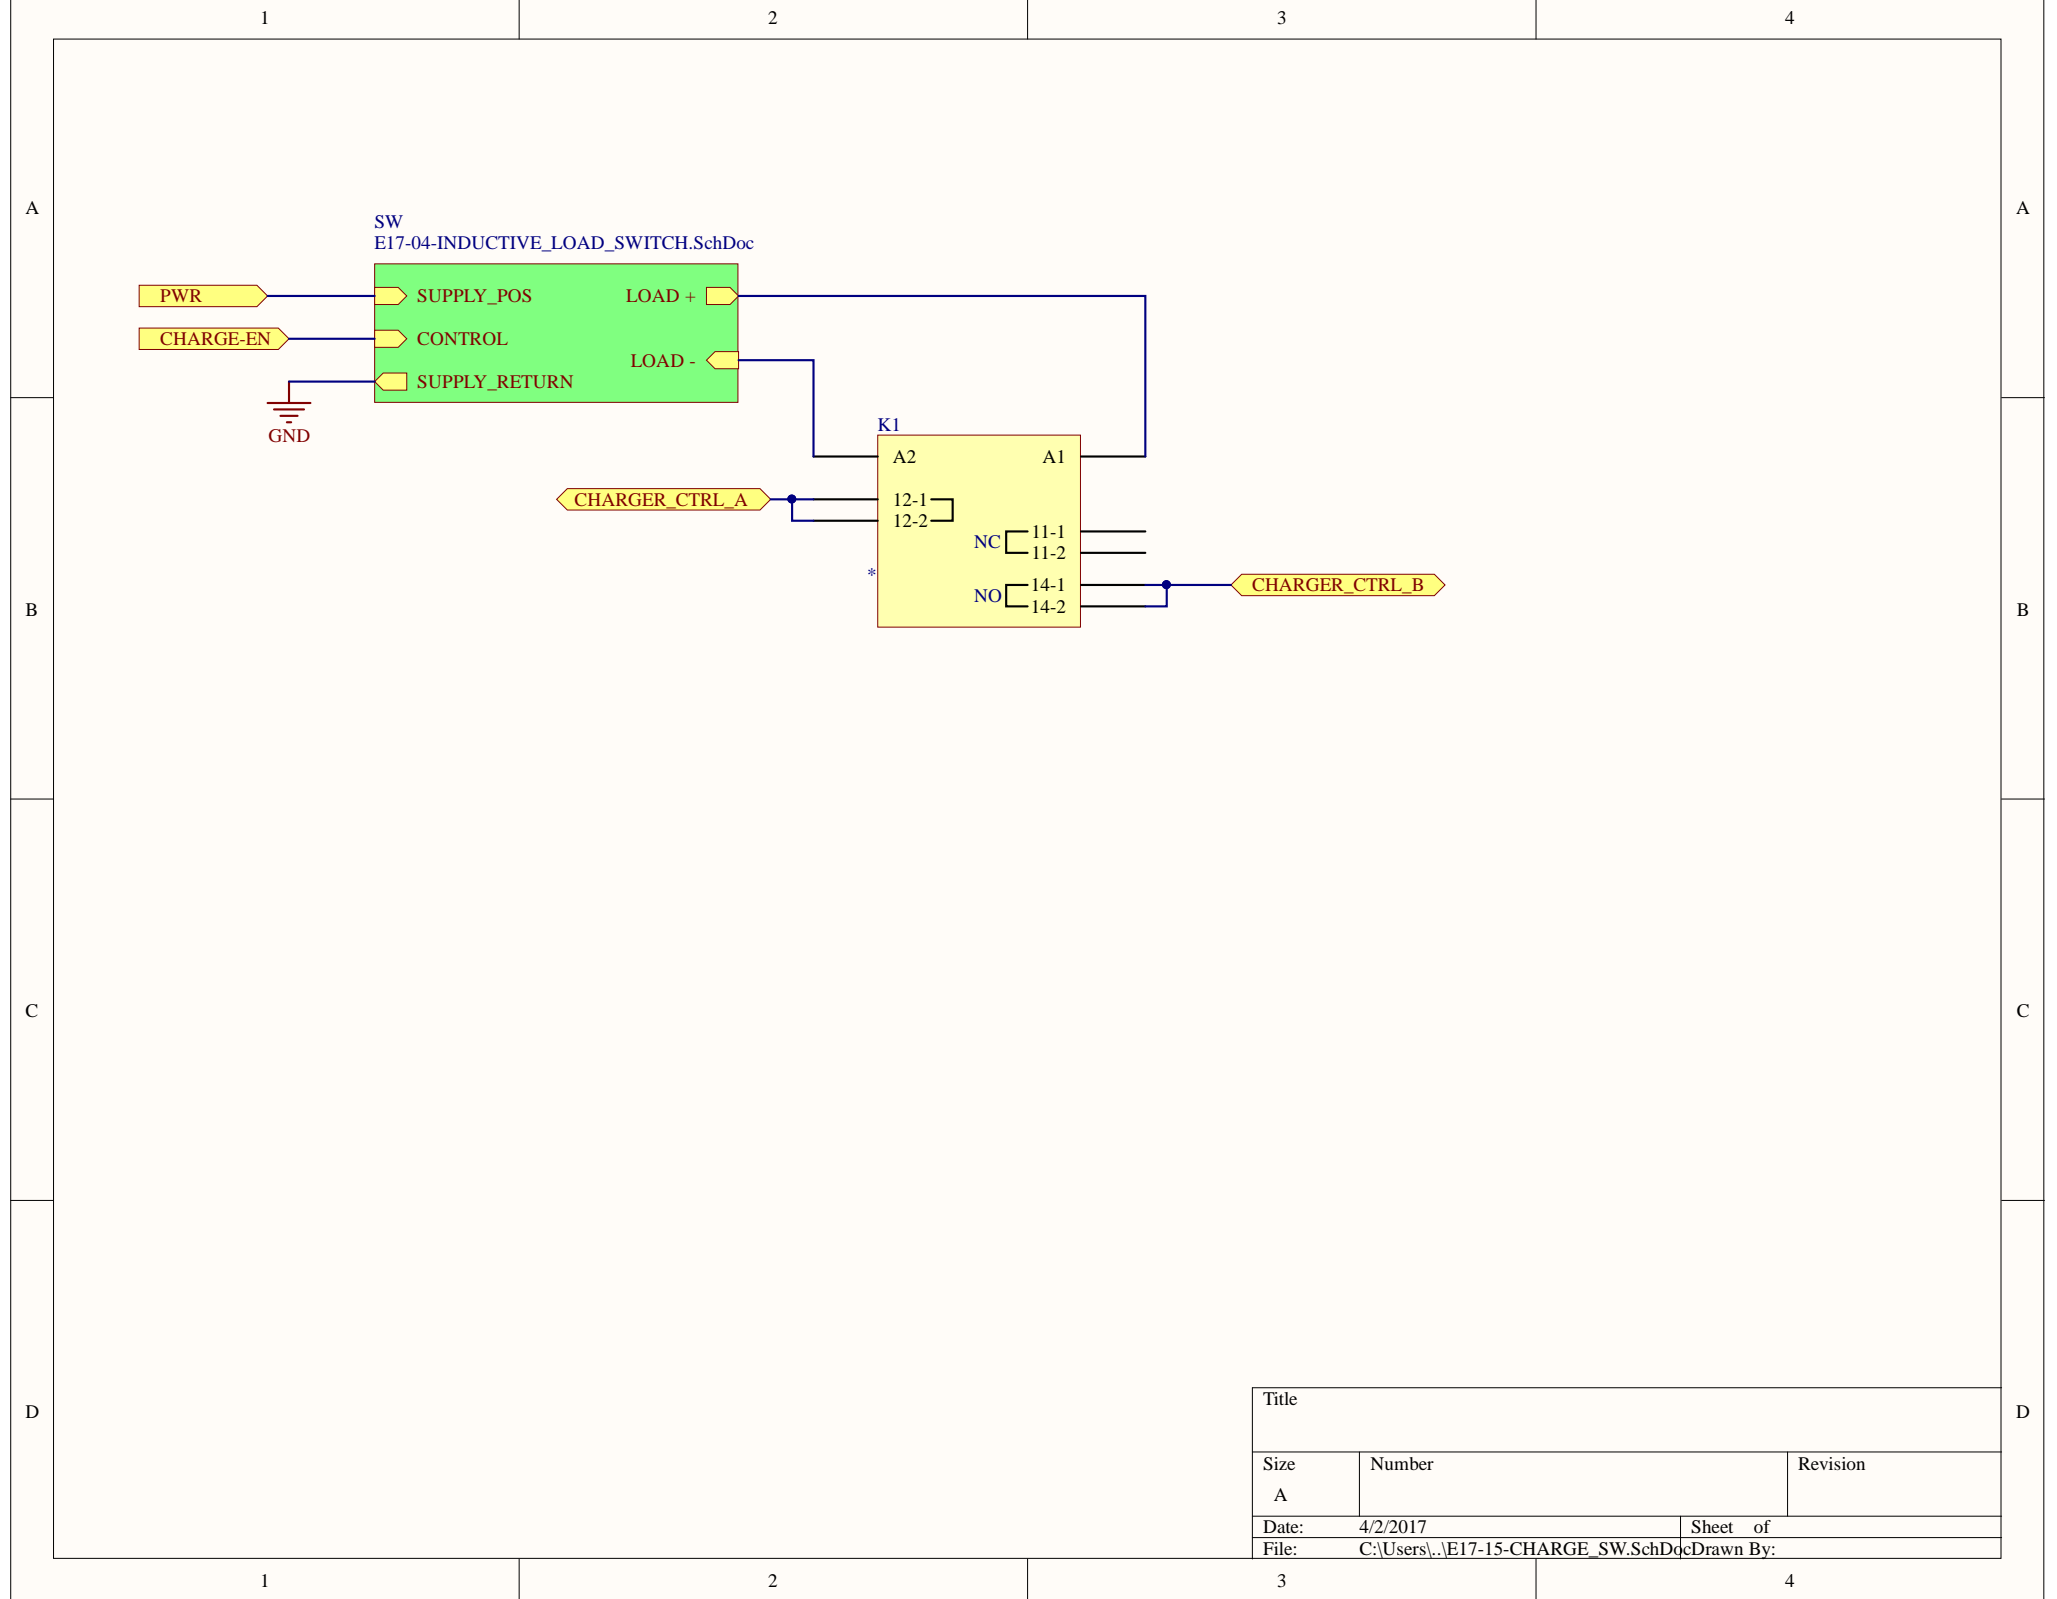 1 2 3 4
A A
SW
E17-04-INDUCTIVE_LOAD_SWITCH.SchDoc
PWR SUPPLY_POS LOAD +
CHARGE-EN CONTROL
LOAD -
SUPPLY_RETURN
GND
K1
A2 A1
CHARGER_CTRL_A 12-1
12-2
11-1
NC
11-2
*
14-1 CHARGER_CTRL_B
NO
14-2
B B
C C
D D
Title
Size Number Revision
A
Date: 4/2/2017 Sheet of
File: C:\Users\..\E17-15-CHARGE_SW.SchDoc Drawn By:
1 2 3 4